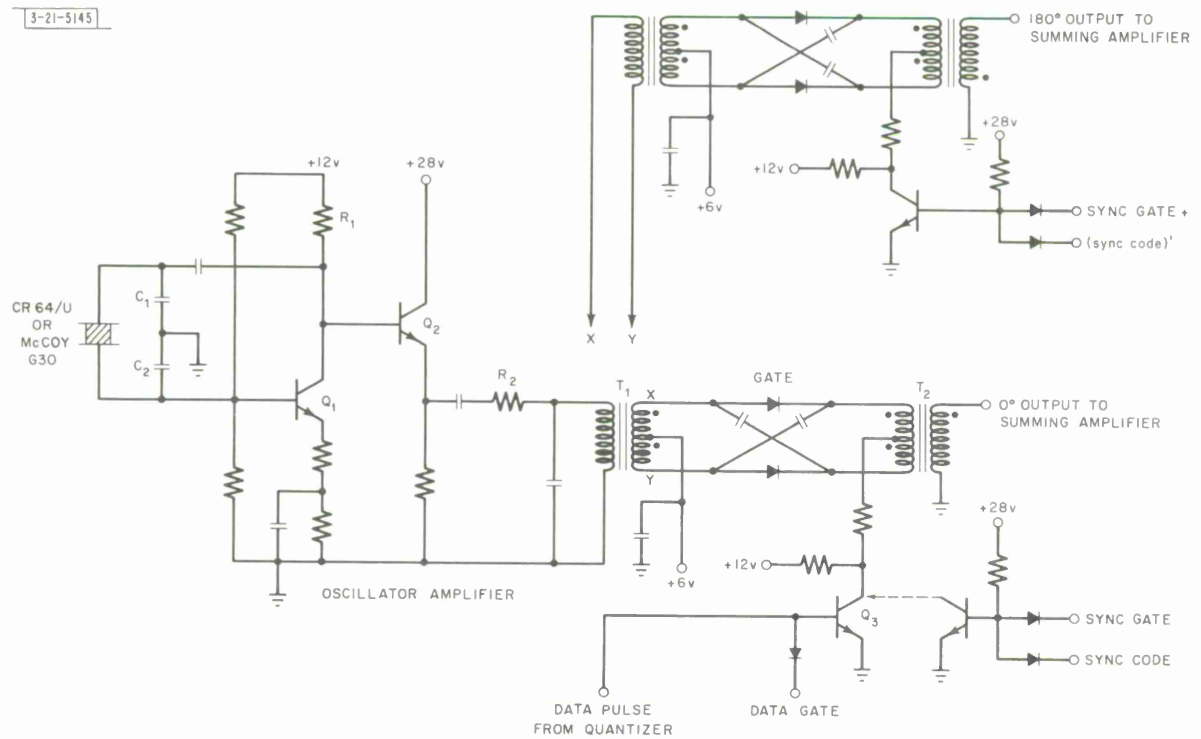 3-21-5145
180° OUTPUT TO
SUMMING AMPLIFIER
+28v
+12v
+6v
SYNC GATE +
(sync code)'
X
Y
+12v
+28v
R1
C1
C2
CR 64/U
OR
McCOY
G30
Q1
Q2
R2
T1
X
Y
GATE
T2
0° OUTPUT TO
SUMMING AMPLIFIER
+28v
+12v
+6v
Q3
SYNC GATE
SYNC CODE
OSCILLATOR AMPLIFIER
DATA PULSE
FROM QUANTIZER
DATA GATE